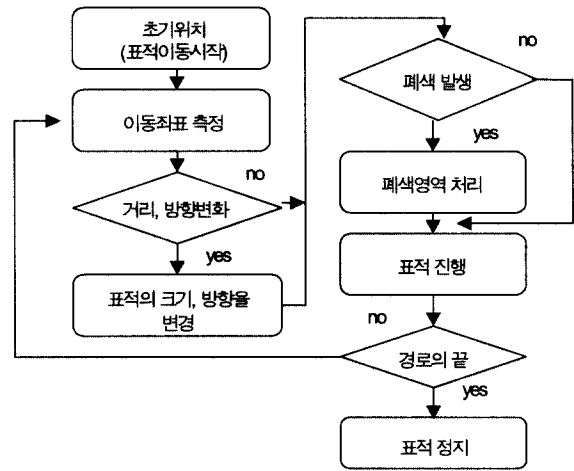 초기위치
(표적이동시작)
이동좌표 측정
no
거리, 방향변화
yes
표적의 크기, 방향율
변경
no
폐색 발생
yes
폐색영역 처리
표적 진행
no
경로의 끝
yes
표적 정지